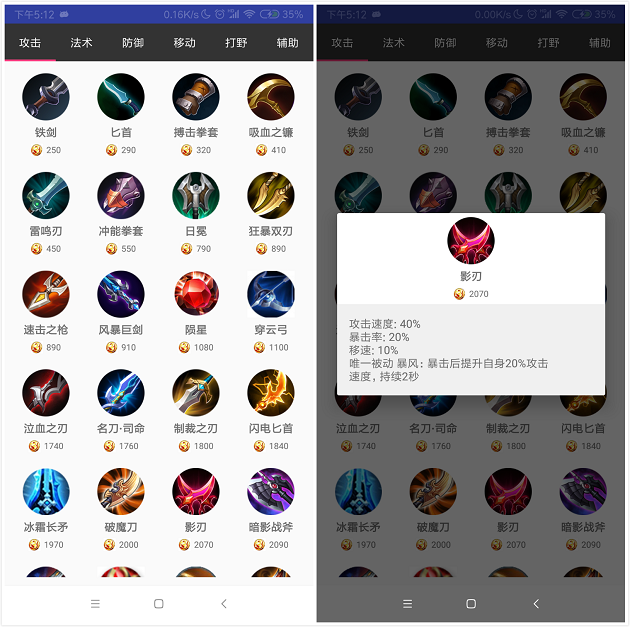 下午5:12
0.16K/s 35%
攻击 法术 防御 移动 打野 辅助
铁剑 匕首 搏击拳套 吸血之镰
250 290 320 410
雷鸣刃 冲能拳套 日冕 狂暴双刃
450 550 790 890
速击之枪 风暴巨剑 陨星 穿云弓
890 910 1080 1100
泣血之刃 名刀·司命 制裁之刃 闪电匕首
1740 1760 1800 1840
冰霜长矛 破魔刀 影刃 暗影战斧
1970 2000 2070 2090
下午5:12
0.00K/s 35%
攻击 法术 防御 移动 打野 辅助
铁剑 匕首 搏击拳套 吸血之镰
250 290 320 410
影刃
2070
攻击速度: 40%
暴击率: 20%
移速: 10%
唯一被动 暴风: 暴击后提升自身20%攻击
速度, 持续2秒
泣血之刃 名刀·司命 制裁之刃 闪电匕首
1740 1760 1800 1840
冰霜长矛 破魔刀 影刃 暗影战斧
1970 2000 2070 2090